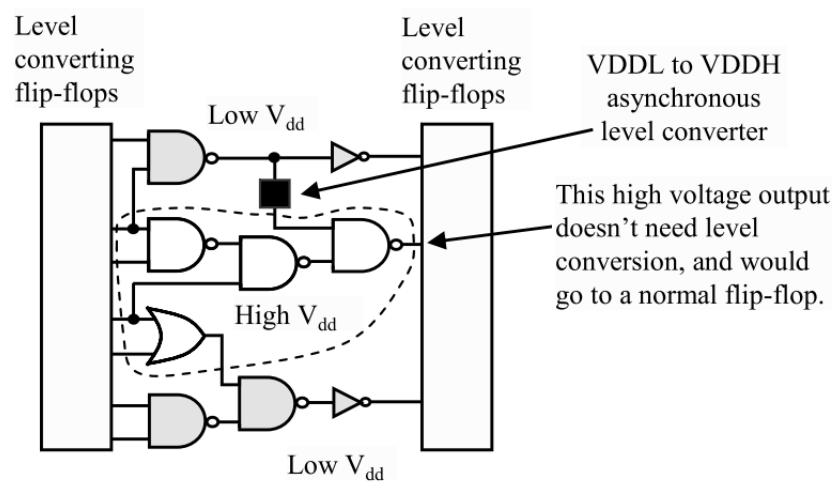 Level
converting
flip-flops
Level
converting
flip-flops
VDDL to VDDH
asynchronous
level converter
Low Vdd
This high voltage output
doesn’t need level
conversion, and would
go to a normal flip-flop.
High Vdd
Low Vdd